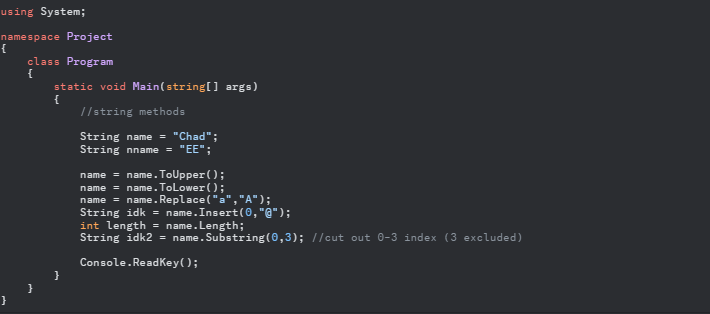 using System;
namespace Project
{
class Program
{
static void Main(string[] args)
{
//string methods
String name = "Chad";
String nname = "EE";
name = name.ToUpper();
name = name.ToLower();
name = name.Replace("a","A");
String idk = name.Insert(0,"@");
int length = name.Length;
String idk2 = name.Substring(0,3); //cut out 0-3 index (3 excluded)
Console.ReadKey();
}
}
}